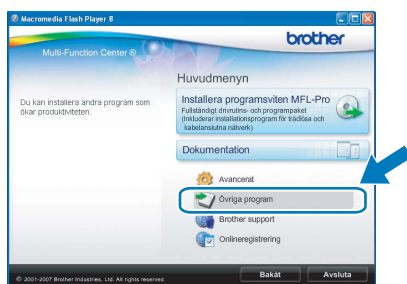 Macromedia Flash Player 8
brother
Multi-Function Center ®
Huvudmenyn
Du kan installera andra program som
ökar produktiviteten.
Installera programsviten MFL-Pro
Fullständigt drivrutins- och programpaket
(Inkluderar installationsprogram för trådlösa och
kabelanslutna nätverk)
Dokumentation
Avancerat
Övriga program
Brother support
Onlineregistrering
© 2001-2007 Brother Industries, Ltd. All rights reserved
Bakåt
Avsluta